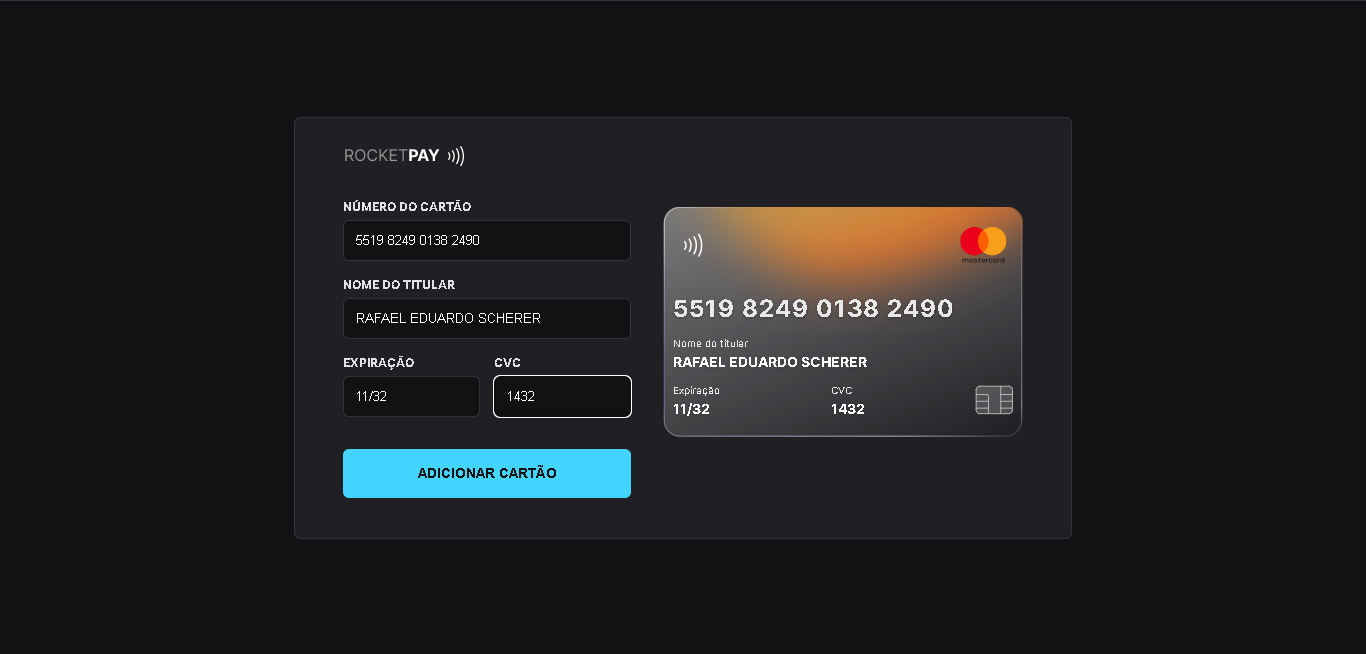 ROCKETPAY
NÚMERO DO CARTÃO
5519 8249 0138 2490
NOME DO TITULAR
RAFAEL EDUARDO SCHERER
EXPIRAÇÃO CVC
11/32 1432
ADICIONAR CARTÃO
mastercard
5519 8249 0138 2490
Nome do titular
RAFAEL EDUARDO SCHERER
Expiração CVC
11/32 1432